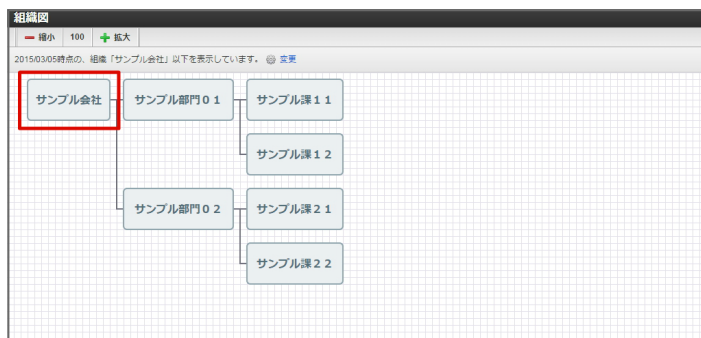 組織図
縮小 100 拡大
2015/03/05時点の、組織「サンプル会社」以下を表示しています。 変更
サンプル会社 サンプル部門０１ サンプル課１１
サンプル課１２
サンプル部門０２ サンプル課２１
サンプル課２２